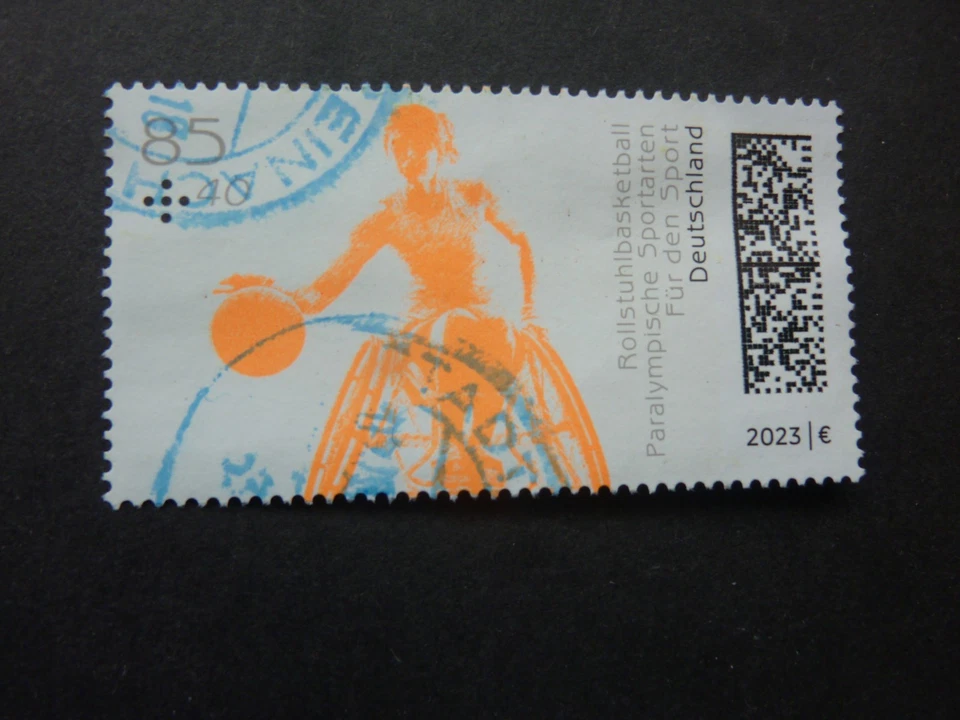 85
+40
Rollstuhlbasketball
Paralympische Sportarten
Für den Sport
Deutschland
2023 | €